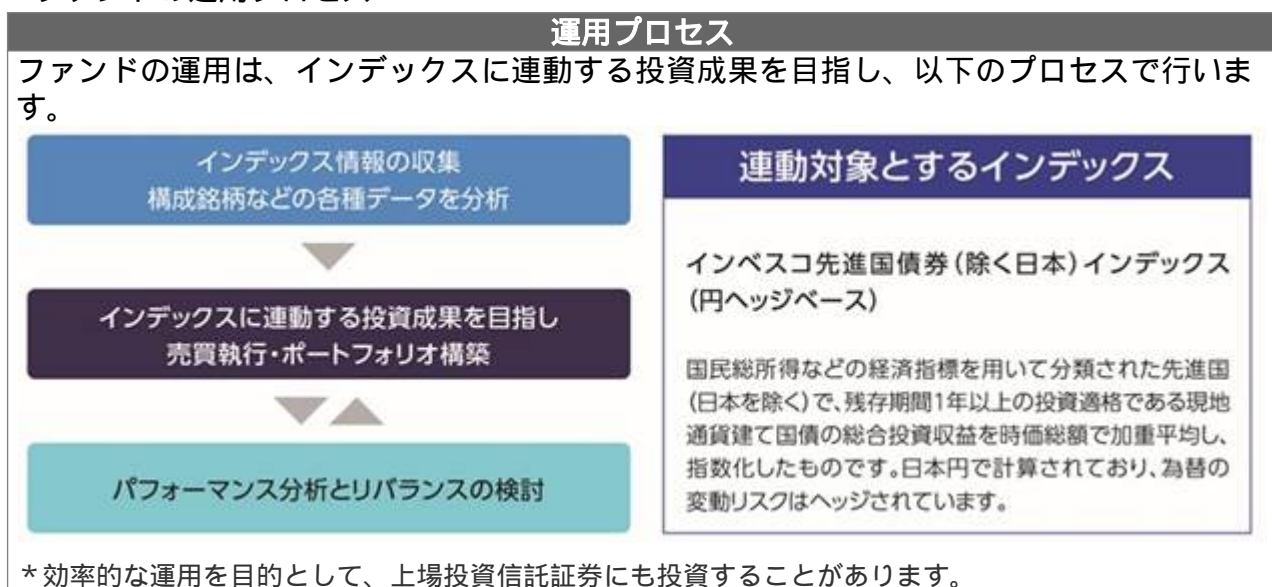 運用プロセス
ファンドの運用は、インデックスに連動する投資成果を目指し、以下のプロセスで行いま
す。
インデックス情報の収集
構成銘柄などの各種データを分析
インデックスに連動する投資成果を目指し
売買執行・ポートフォリオ構築
パフォーマンス分析とリバランスの検討
連動対象とするインデックス
インベスコ先進国債券（除く日本）インデックス
（円ヘッジベース）
国民総所得などの経済指標を用いて分類された先進国
（日本を除く）で、残存期間1年以上の投資適格である現地
通貨建て国債の総合投資収益を時価総額で加重平均し、
指数化したものです。日本円で計算されており、為替の
変動リスクはヘッジされています。
＊効率的な運用を目的として、上場投資信託証券にも投資することがあります。